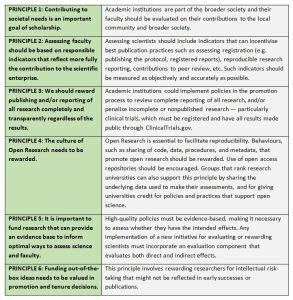 PRINCIPLE 1: Contributing to
societal needs is an important
goal of scholarship.
Academic institutions are part of the broader society and their
faculty should be evaluated on their contributions to the local
community and broader society.
PRINCIPLE 2: Assessing faculty
should be based on responsible
indicators that reflect more fully
the contribution to the scientific
enterprise.
Assessing scientists should include indicators that can incentivise
best publication practices such as assessing registration (e.g.
publishing the protocol, registered reports), reproducible research
reporting, contributions to peer review, etc. Such indicators should
be measured as objectively and accurately as possible.
PRINCIPLE 3: We should reward
publishing and/or reporting of
all research completely and
transparently regardless of the
results.
Academic institutions could implement policies in the promotion
process to review complete reporting of all research, and/or
penalise incomplete or nonpublished research — particularly
clinical trials, which must be registered and have all results made
public through ClinicalTrials.gov.
PRINCIPLE 4: The culture of
Open Research needs to be
rewarded.
Open Research is essential to facilitate reproducibility. Behaviours,
such as sharing of code, data, procedures, and metadata, that
promote open research should be rewarded. Use of open access
repositories should be encouraged. Groups that rank research
universities can also support this principle by sharing the
underlying data used to make their assessments, and for giving
universities credit for policies and practices that support open
science.
PRINCIPLE 5: It is important to
fund research that can provide
an evidence base to inform
optimal ways to assess science
and faculty.
High-quality policies must be evidence-based, making it necessary
to assess whether they have the intended effects. Any
implementation of a new initiative for evaluating or rewarding
scientists must incorporate an evaluation component that
evaluates both direct and indirect effects.
PRINCIPLE 6: Funding out-of-the-
box ideas needs to be valued in
promotion and tenure decisions.
This principle involves rewarding researchers for intellectual risk-
taking that might not be reflected in early successes or
publications.